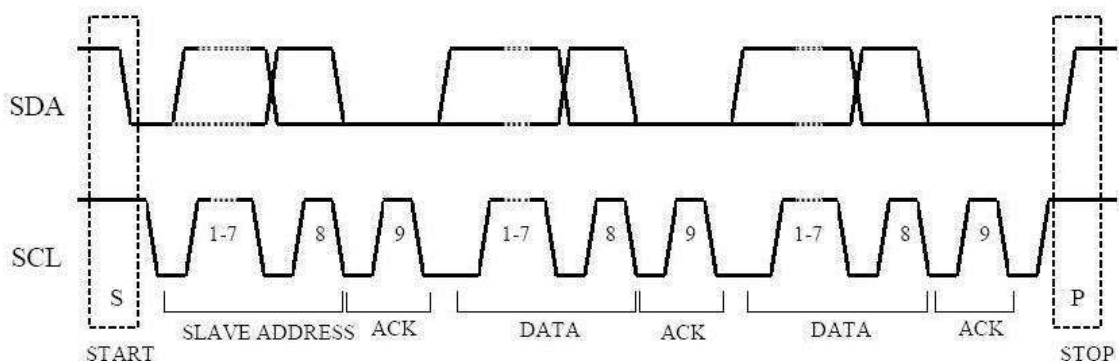 SDA
SCL
1-7 8 9 1-7 8 9 1-7 8 9
S P
SLAVE ADDRESS ACK DATA ACK DATA ACK
START STOP